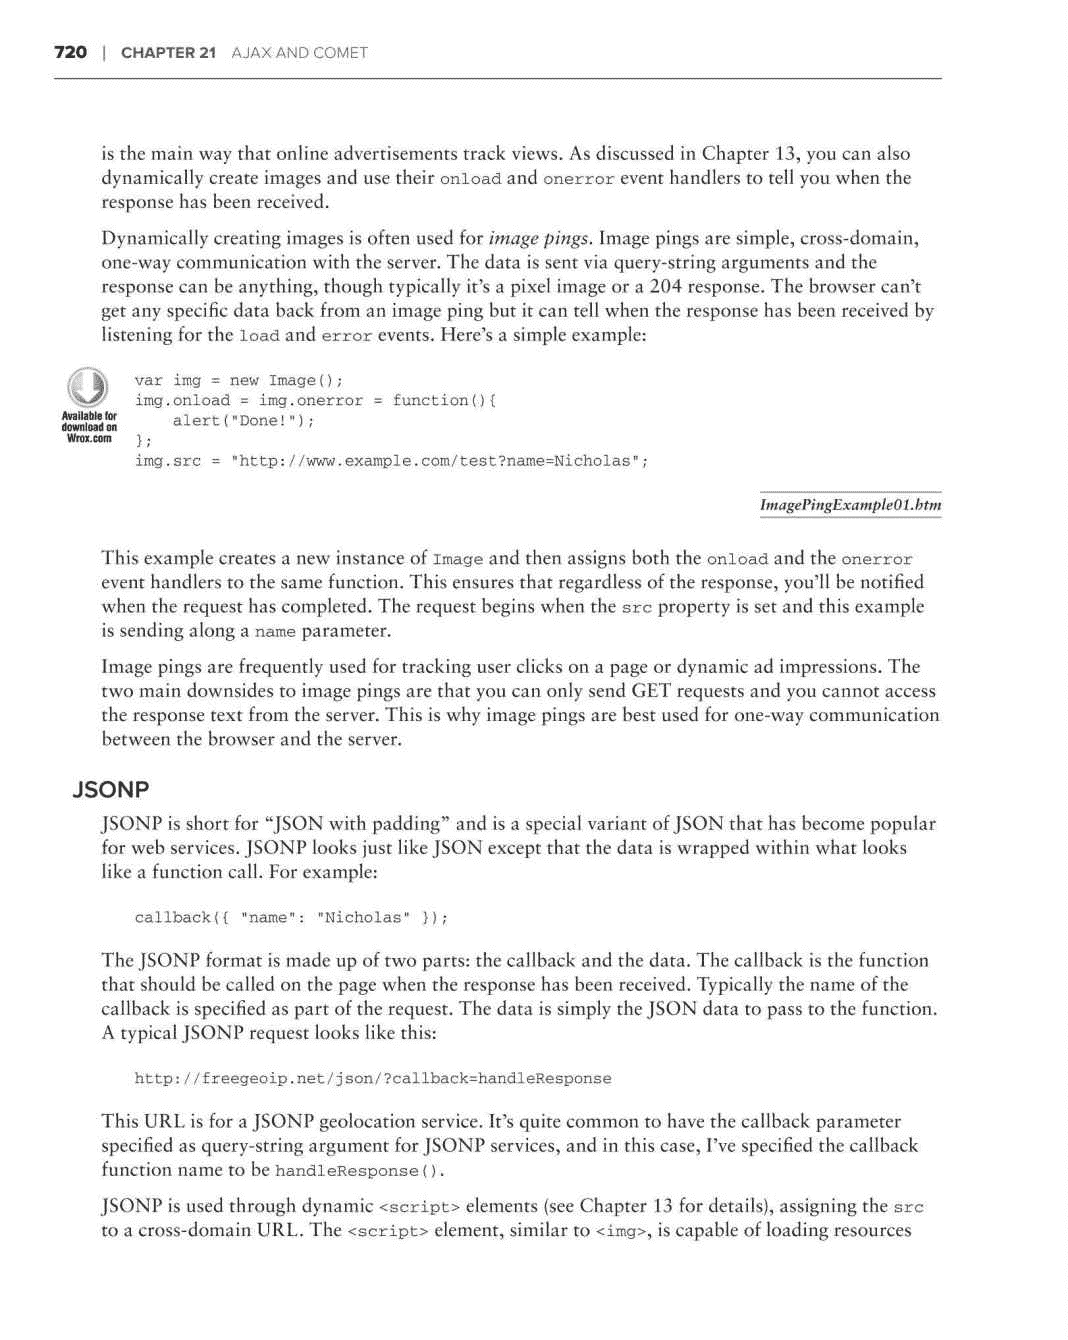 720 | CHAPTER 21 AJAX AND COMET
is the main way that online advertisements track views. As discussed in Chapter 13, you can also
dynamically create images and use their onload and onerror event handlers to tell you when the
response has been received.
Dynamically creating images is often used for image pings. Image pings are simple, cross-domain,
one-way communication with the server. The data is sent via query-string arguments and the
response can be anything, though typically it's a pixel image or a 204 response. The browser can't
get any specific data back from an image ping but it can tell when the response has been received by
listening for the load and error events. Here's a simple example:
var img = new Image();
img.onload = img.onerror = function(){
    alert("Done!");
};
img.src = "http://www.example.com/test?name=Nicholas";
Available for
download on
Wrox.com
ImagePingExample01.htm
This example creates a new instance of Image and then assigns both the onload and the onerror
event handlers to the same function. This ensures that regardless of the response, you'll be notified
when the request has completed. The request begins when the src property is set and this example
is sending along a name parameter.
Image pings are frequently used for tracking user clicks on a page or dynamic ad impressions. The
two main downsides to image pings are that you can only send GET requests and you cannot access
the response text from the server. This is why image pings are best used for one-way communication
between the browser and the server.
JSONP
JSONP is short for "JSON with padding" and is a special variant of JSON that has become popular
for web services. JSONP looks just like JSON except that the data is wrapped within what looks
like a function call. For example:
callback({ "name": "Nicholas" });
The JSONP format is made up of two parts: the callback and the data. The callback is the function
that should be called on the page when the response has been received. Typically the name of the
callback is specified as part of the request. The data is simply the JSON data to pass to the function.
A typical JSONP request looks like this:
http://freegeoip.net/json/?callback=handleResponse
This URL is for a JSONP geolocation service. It's quite common to have the callback parameter
specified as query-string argument for JSONP services, and in this case, I've specified the callback
function name to be handleResponse().
JSONP is used through dynamic <script> elements (see Chapter 13 for details), assigning the src
to a cross-domain URL. The <script> element, similar to <img>, is capable of loading resources